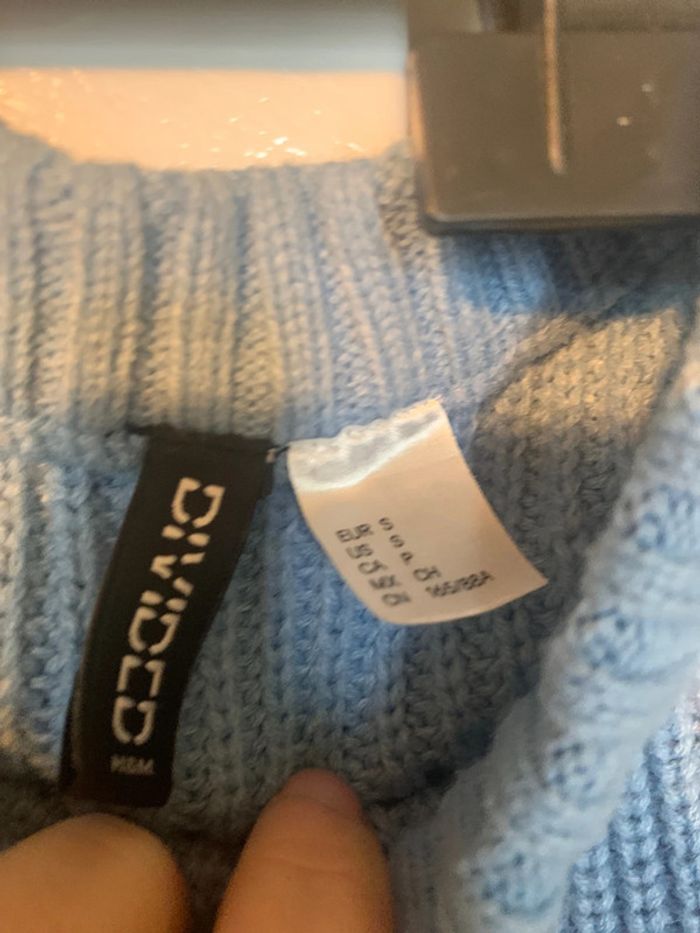 DIVIDED
H&M
EUR S
US S
CA P
MX CH
CN 165/88A